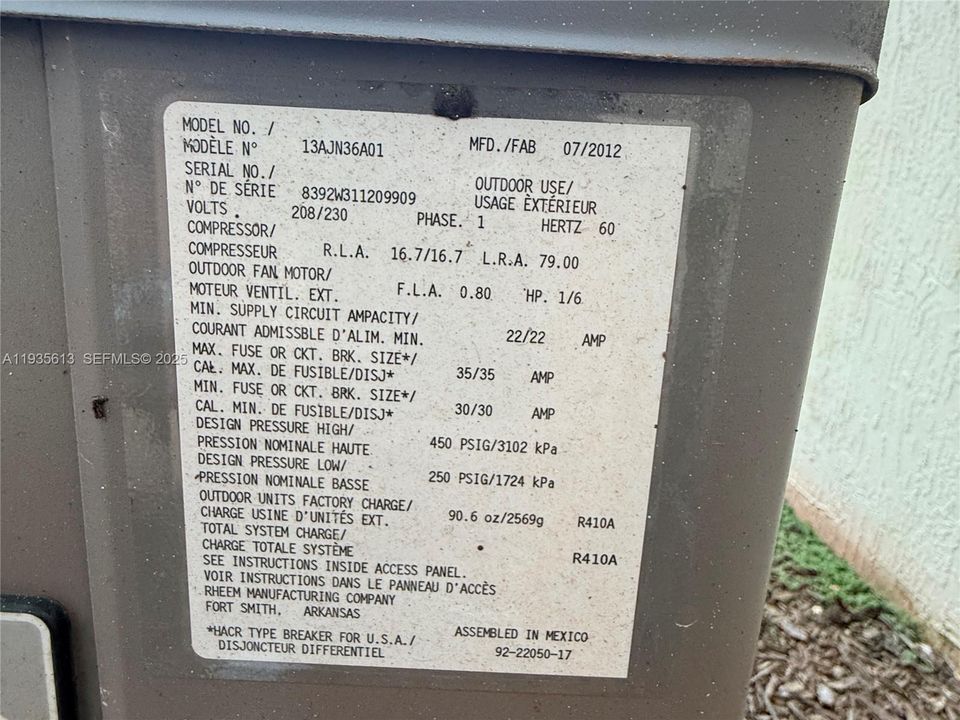 MODEL NO. /
MODÈLE N° 13AJN36A01 MFD./FAB 07/2012
SERIAL NO./
N° DE SÉRIE 8392W311209909 OUTDOOR USE/
USAGE ÈXTÉRIEUR
VOLTS . 208/230 PHASE. 1 HERTZ 60
COMPRESSOR/
COMPRESSEUR R.L.A. 16.7/16.7 L.R.A. 79.00
OUTDOOR FAN MOTOR/
MOTEUR VENTIL. EXT. F.L.A. 0.80 HP. 1/6
MIN. SUPPLY CIRCUIT AMPACITY/
COURANT ADMISSBLE D'ALIM. MIN. 22/22 AMP
MAX. FUSE OR CKT. BRK. SIZE*/
CAL. MAX. DE FUSIBLE/DISJ* 35/35 AMP
MIN. FUSE OR CKT. BRK. SIZE*/
CAL. MIN. DE FUSIBLE/DISJ* 30/30 AMP
DESIGN PRESSURE HIGH/
PRESSION NOMINALE HAUTE 450 PSIG/3102 kPa
DESIGN PRESSURE LOW/
PRESSION NOMINALE BASSE 250 PSIG/1724 kPa
OUTDOOR UNITS FACTORY CHARGE/
CHARGE USINE D'UNITÉS EXT. 90.6 oz/2569g R410A
TOTAL SYSTEM CHARGE/
CHARGE TOTALE SYSTÈME R410A
SEE INSTRUCTIONS INSIDE ACCESS PANEL.
VOIR INSTRUCTIONS DANS LE PANNEAU D'ACCÈS
RHEEM MANUFACTURING COMPANY
FORT SMITH, ARKANSAS
*HACR TYPE BREAKER FOR U.S.A./ ASSEMBLED IN MEXICO
DISJONCTEUR DIFFERENTIEL 92-22050-17
A11935613 SEFMLS© 2025